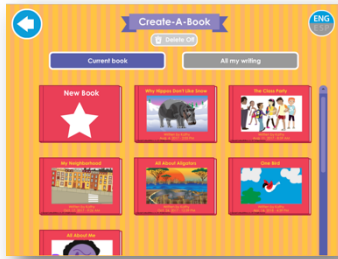 Create-A-Book
ENG
ESP
Delete Off
Current book
All my writing
New Book
Why Hippos Don't Like Snow
The Class Party
My Neighborhood
All About Alligators
One Bird
All About Me